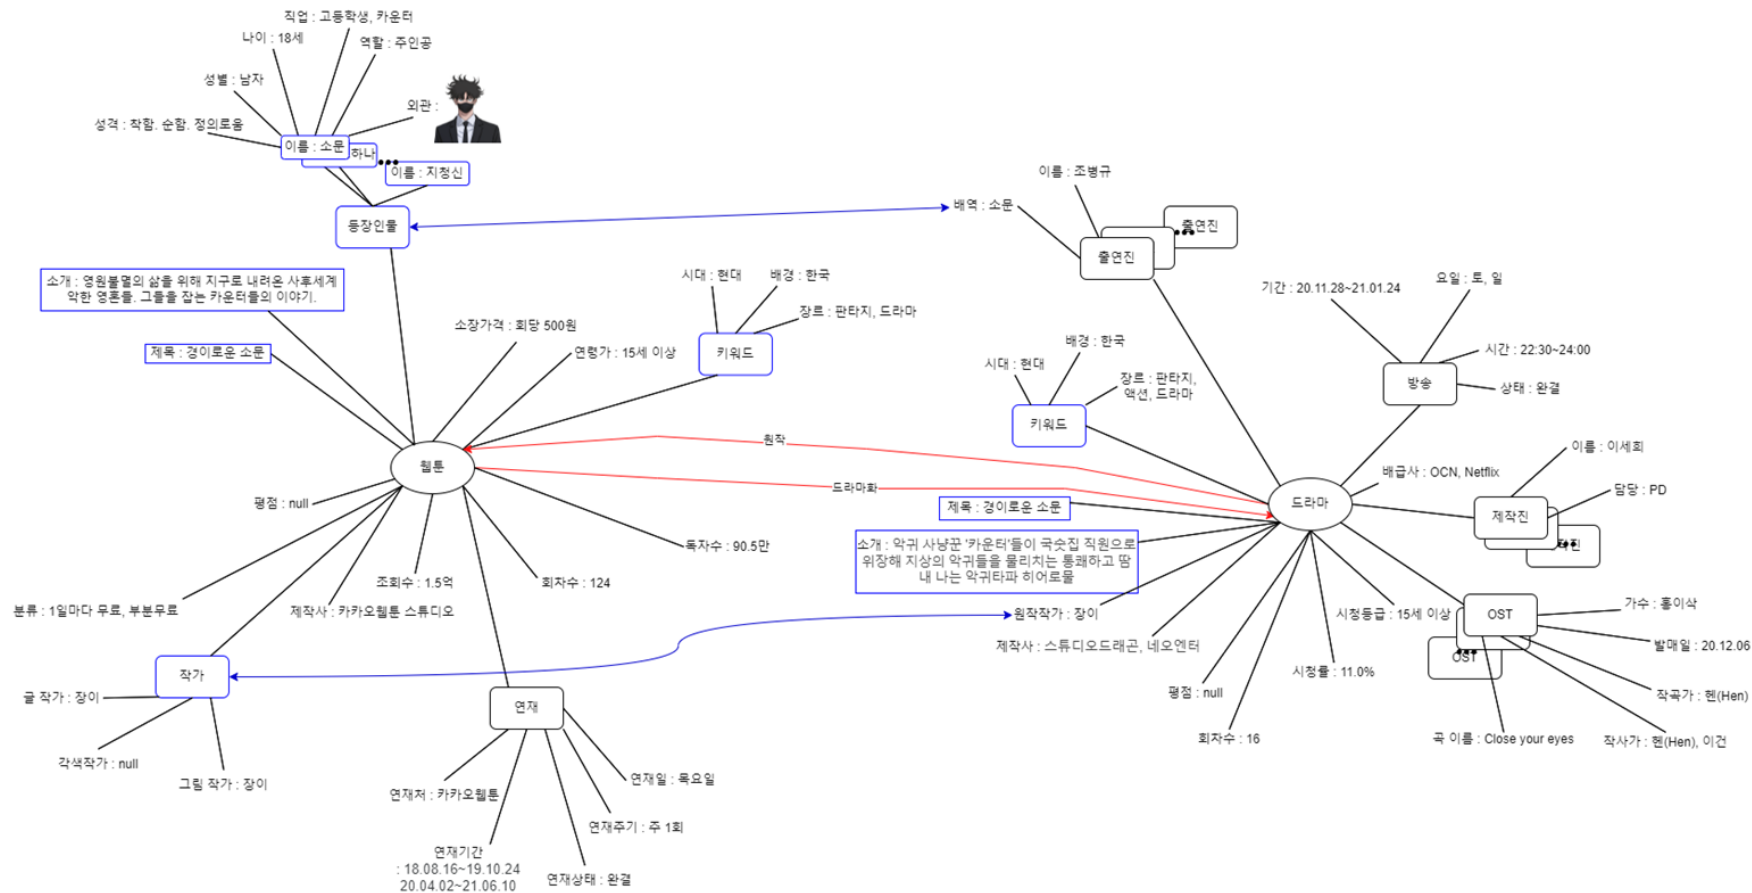 직업 : 고등학생, 카운터
나이 : 18세
역할 : 주인공
성별 : 남자
외관 :
성격 : 착함. 순함. 정의로움
이름 : 소문
하나
이름 : 지청신
등장인물
소개 : 영원불멸의 삶을 위해 지구로 내려온 사후세계
악한 영혼들. 그들을 잡는 카운터들의 이야기.
제목 : 경이로운 소문
소장가격 : 회당 500원
연령가 : 15세 이상
시대 : 현대
배경 : 한국
장르 : 판타지, 드라마
키워드
웹툰
평점 : null
분류 : 1일마다 무료, 부분무료
제작사 : 카카오웹툰 스튜디오
조회수 : 1.5억
회차수 : 124
독자수 : 90.5만
작가
글 작가 : 장이
각색작가 : null
그림 작가 : 장이
연재
연재처 : 카카오웹툰
연재기간
: 18.08.16~19.10.24
20.04.02~21.06.10
연재상태 : 완결
연재주기 : 주 1회
연재일 : 목요일
원작
드라마화
이름 : 조병규
배역 : 소문
출연진
출연진
시대 : 현대
배경 : 한국
장르 : 판타지,
액션, 드라마
키워드
기간 : 20.11.28~21.01.24
요일 : 토, 일
시간 : 22:30~24:00
상태 : 완결
방송
드라마
배급사 : OCN, Netflix
이름 : 이세희
담당 : PD
제작진
제목 : 경이로운 소문
소개 : 악귀 사냥꾼 '카운터'들이 국숫집 직원으로
위장해 지상의 악귀들을 물리치는 통쾌하고 땀
내 나는 악귀타파 히어로물
원작작가 : 장이
제작사 : 스튜디오드래곤, 네오엔터
평점 : null
회차수 : 16
시청률 : 11.0%
시청등급 : 15세 이상
OST
OST
가수 : 홍이삭
발매일 : 20.12.06
작곡가 : 헨(Hen)
작사가 : 헨(Hen), 이건
곡 이름 : Close your eyes